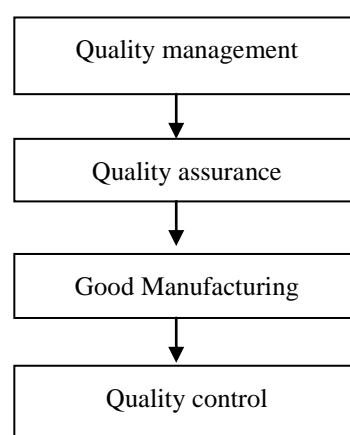 Quality management
Quality assurance
Good Manufacturing
Quality control